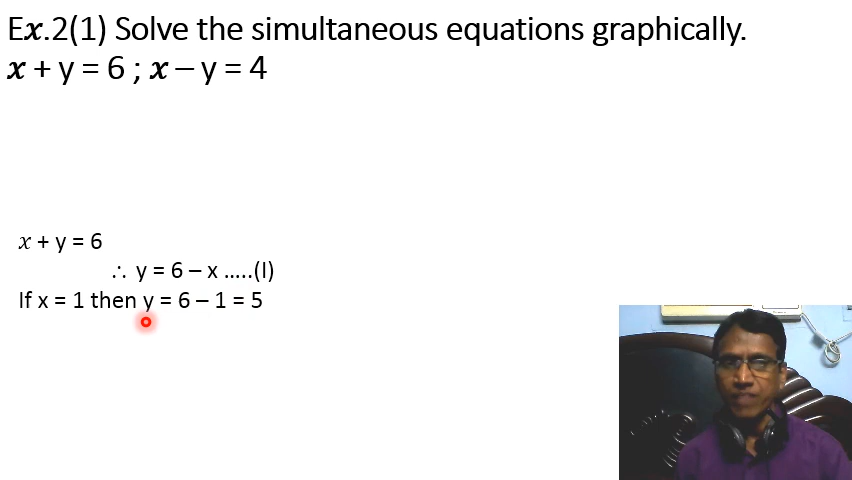 Ex.2(1) Solve the simultaneous equations graphically.
x + y = 6 ; x – y = 4
x + y = 6
∴ y = 6 – x .....(I)
If x = 1 then y = 6 – 1 = 5